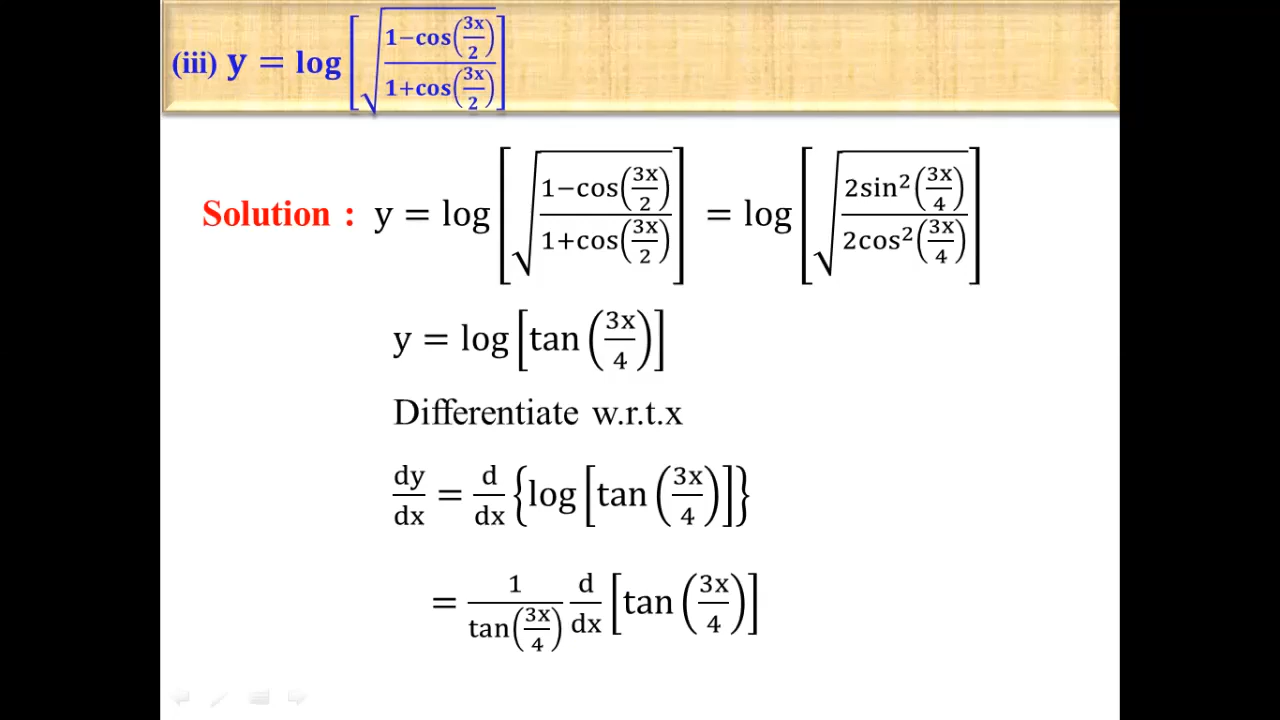 (iii) y = log [√((1−cos(3x/2))/(1+cos(3x/2)))]
Solution : y = log [√((1−cos(3x/2))/(1+cos(3x/2)))] = log [√((2sin²(3x/4))/(2cos²(3x/4)))]
y = log [tan (3x/4)]
Differentiate w.r.t.x
dy/dx = d/dx {log [tan (3x/4)]}
= 1/tan(3x/4) d/dx [tan (3x/4)]